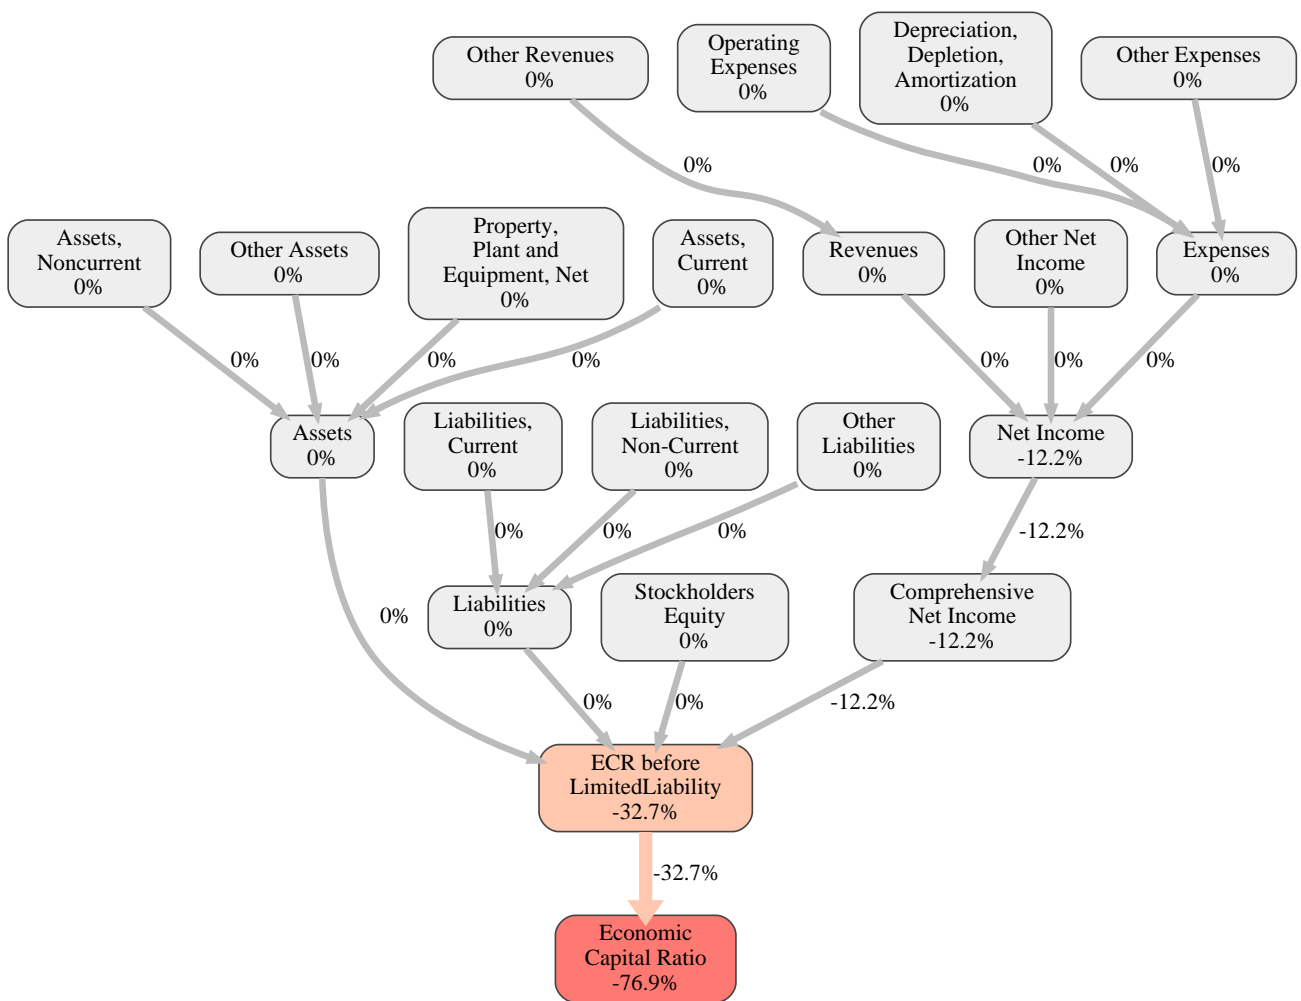 Other Revenues
0%
Operating
Expenses
0%
Depreciation,
Depletion,
Amortization
0%
Other Expenses
0%
0%
0%
0%
0%
Assets,
Noncurrent
0%
Other Assets
0%
Property,
Plant and
Equipment, Net
0%
Assets,
Current
0%
Revenues
0%
Other Net
Income
0%
Expenses
0%
0%
0%
0%
0%
0%
0%
0%
Assets
0%
Liabilities,
Current
0%
Liabilities,
Non-Current
0%
Other
Liabilities
0%
Net Income
-12.2%
0%
0%
0%
-12.2%
0%
Liabilities
0%
Stockholders
Equity
0%
Comprehensive
Net Income
-12.2%
0%
0%
-12.2%
ECR before
LimitedLiability
-32.7%
-32.7%
Economic
Capital Ratio
-76.9%